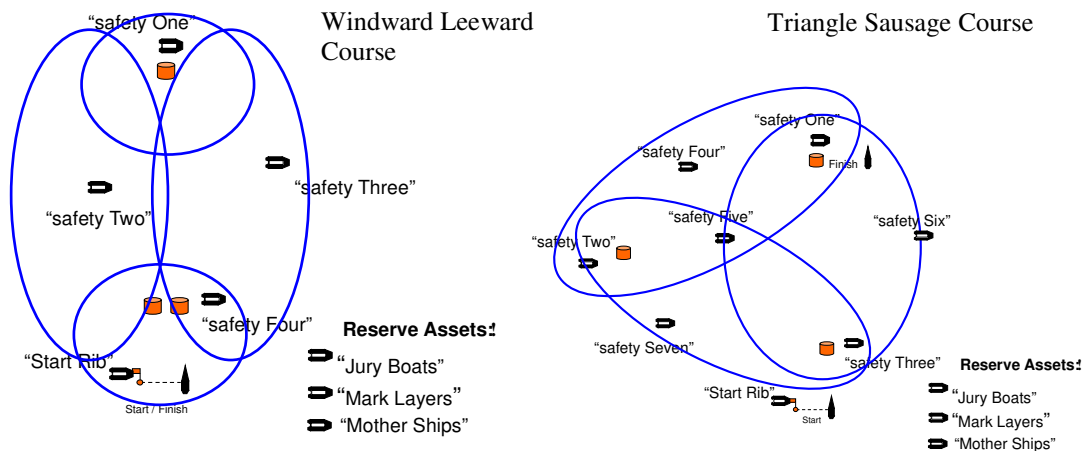 “safety One”
Windward Leeward
Course
“safety Three”
“safety Two”
“safety Four”
“Start Rib”
Start / Finish
Reserve Assets:
“Jury Boats”
“Mark Layers”
“Mother Ships”
Triangle Sausage Course
“safety One”
“safety Four”
Finish
“safety Five”
“safety Six”
“safety Two”
“safety Seven”
“safety Three”
“Start Rib”
Start
Reserve Assets:
“Jury Boats”
“Mark Layers”
“Mother Ships”